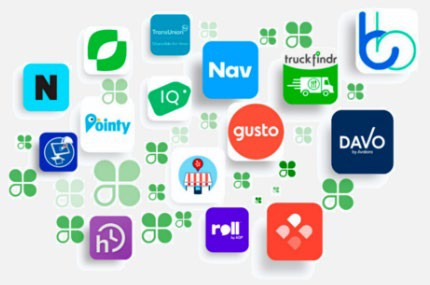 TransUnion
truckfindr
Nav
N
IQ
Pointy
gusto
DAVO
by Avalara
h
roll
by ADP